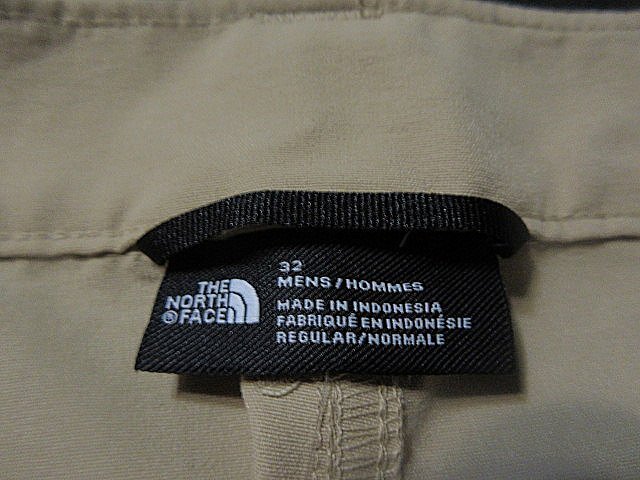 THE
NORTH
® FACE
32
MENS/HOMMES
MADE IN INDONESIA
FABRIQUÉ EN INDONÉSIE
REGULAR/NORMALE